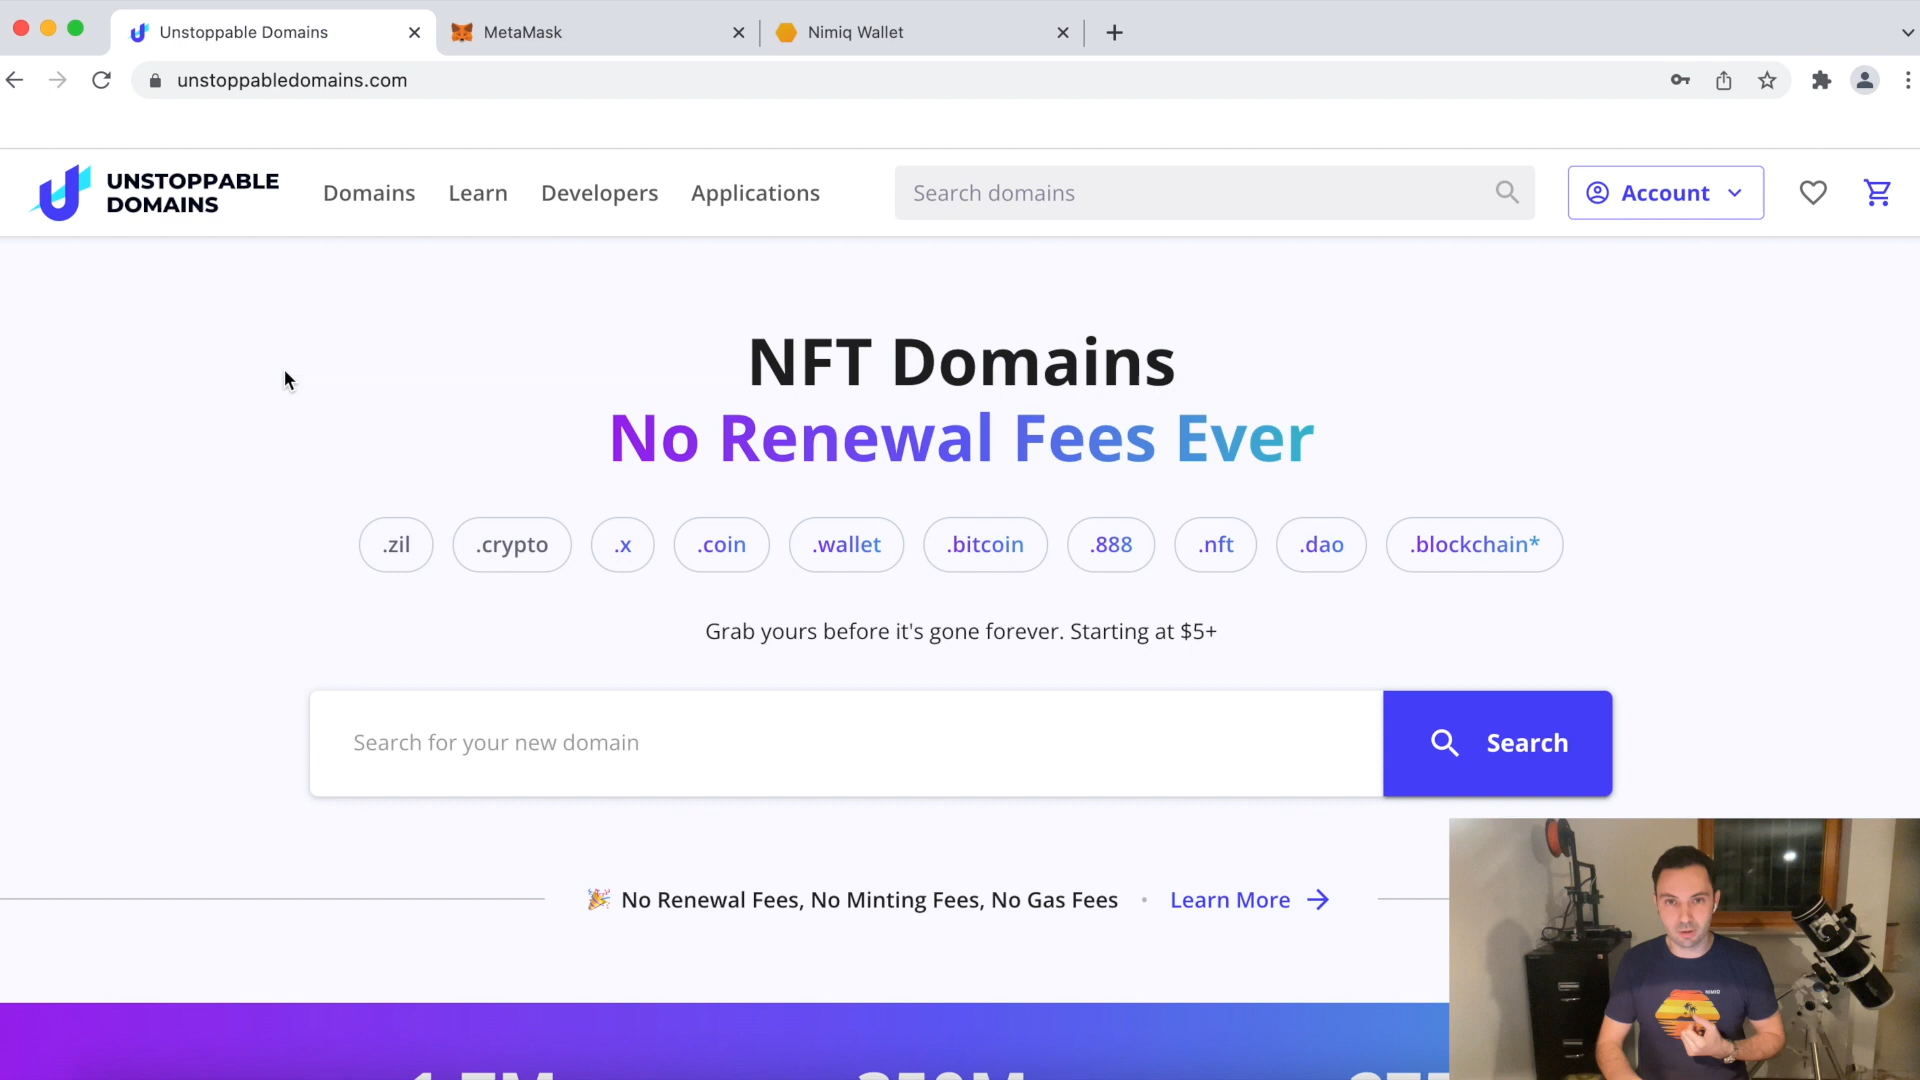 Unstoppable Domains
MetaMask
Nimiq Wallet
unstoppabledomains.com
UNSTOPPABLE
DOMAINS
Domains
Learn
Developers
Applications
Search domains
Account
NFT Domains
No Renewal Fees Ever
.zil
.crypto
.x
.coin
.wallet
.bitcoin
.888
.nft
.dao
.blockchain*
Grab yours before it's gone forever. Starting at $5+
Search for your new domain
Search
🎉 No Renewal Fees, No Minting Fees, No Gas Fees • Learn More →
NIMIQ